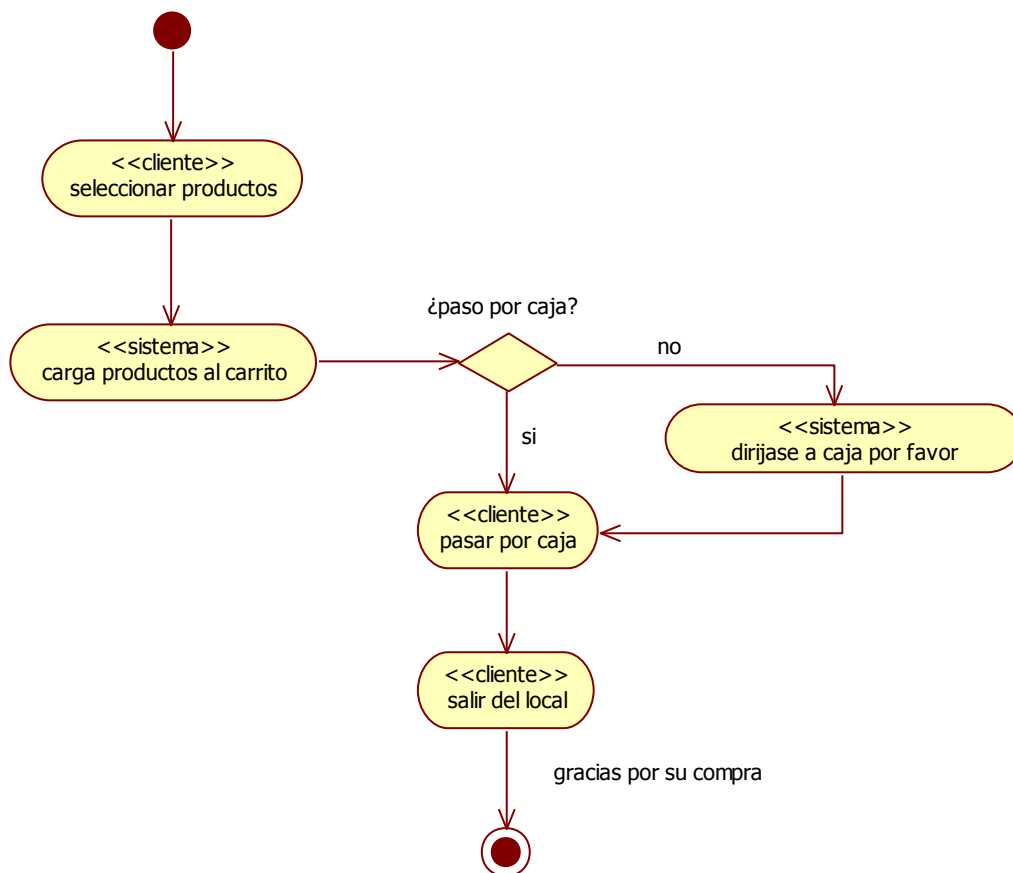 <<cliente>>
seleccionar productos
¿paso por caja?
<<sistema>>
carga productos al carrito
no
<<sistema>>
dirijase a caja por favor
si
<<cliente>>
pasar por caja
<<cliente>>
salir del local
gracias por su compra